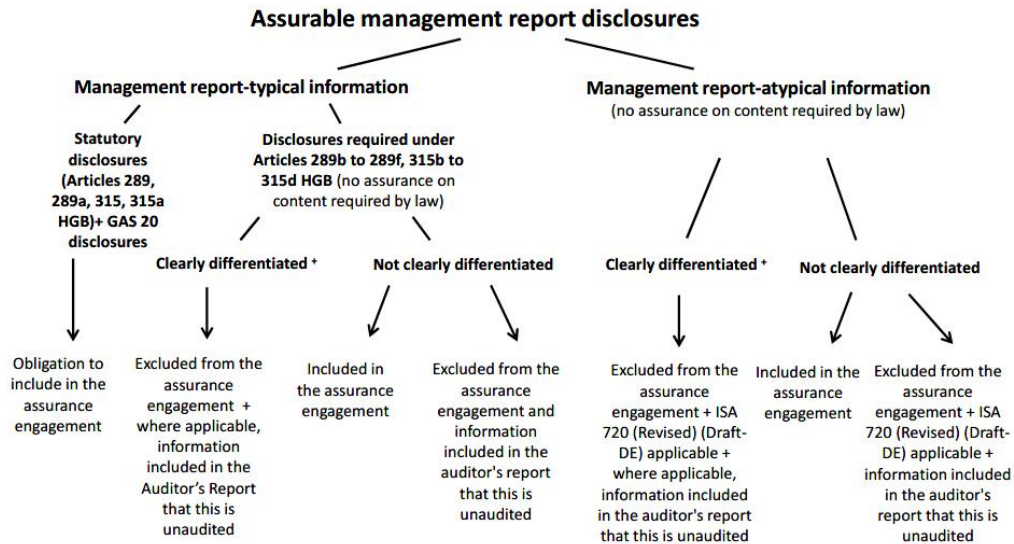 Assurable management report disclosures
Management report-typical information
Management report-atypical information
(no assurance on content required by law)
Statutory
disclosures
(Articles 289,
289a, 315, 315a
HGB)+ GAS 20
disclosures
Disclosures required under
Articles 289b to 289f, 315b to
315d HGB (no assurance on
content required by law)
Clearly differentiated +
Not clearly differentiated
Clearly differentiated +
Not clearly differentiated
Obligation to
include in the
assurance
engagement
Excluded from the
assurance
engagement +
where applicable,
information
included in the
Auditor’s Report
that this is
unaudited
Included in
the assurance
engagement
Excluded from the
assurance
engagement and
information
included in the
auditor's report
that this is
unaudited
Excluded from the
assurance
engagement + ISA
720 (Revised) (Draft-
DE) applicable +
where applicable,
information included
in the auditor's report
that this is unaudited
Included in the
assurance
engagement
Excluded from the
assurance
engagement + ISA
720 (Revised) (Draft-
DE) applicable +
information included
in the auditor's
report that this is
unaudited